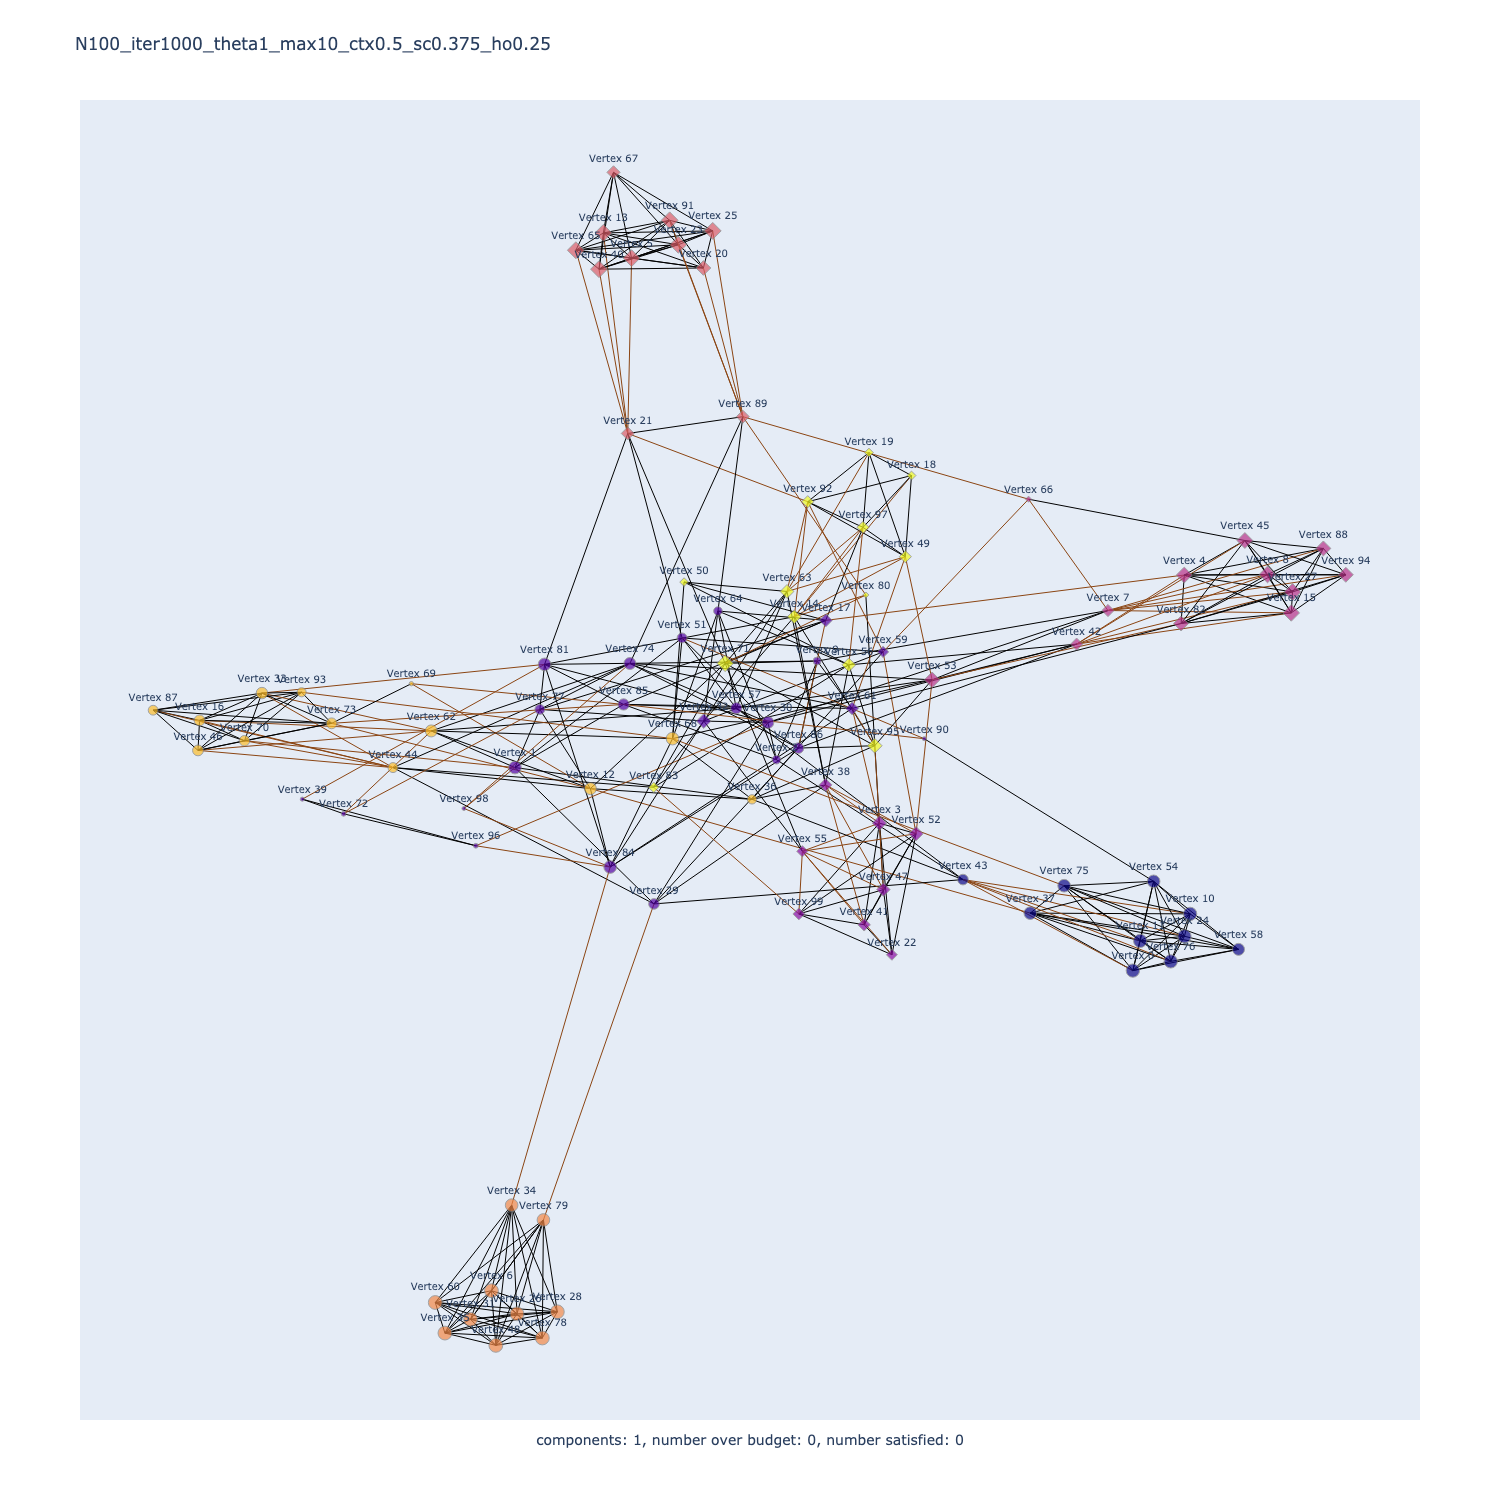 N100_iter1000_theta1_max10_ctx0.5_sc0.375_ho0.25
Vertex 67
Vertex 91
Vertex 25
Vertex 13
Vertex 65
Vertex 20
Vertex 89
Vertex 21
Vertex 19
Vertex 18
Vertex 92
Vertex 66
Vertex 97
Vertex 45
Vertex 88
Vertex 49
Vertex 4
Vertex 8
Vertex 94
Vertex 50
Vertex 63
Vertex 80
Vertex 27
Vertex 64
Vertex 14
Vertex 17
Vertex 7
Vertex 15
Vertex 82
Vertex 51
Vertex 42
Vertex 59
Vertex 81
Vertex 74
Vertex 71
Vertex 53
Vertex 69
Vertex 33
Vertex 93
Vertex 87
Vertex 16
Vertex 73
Vertex 62
Vertex 77
Vertex 85
Vertex 57
Vertex 61
Vertex 70
Vertex 46
Vertex 68
Vertex 30
Vertex 86
Vertex 95
Vertex 90
Vertex 44
Vertex 1
Vertex 12
Vertex 83
Vertex 36
Vertex 38
Vertex 39
Vertex 72
Vertex 98
Vertex 96
Vertex 3
Vertex 52
Vertex 55
Vertex 84
Vertex 43
Vertex 75
Vertex 54
Vertex 47
Vertex 29
Vertex 99
Vertex 41
Vertex 22
Vertex 37
Vertex 10
Vertex 24
Vertex 58
Vertex 76
Vertex 34
Vertex 79
Vertex 6
Vertex 60
Vertex 28
Vertex 78
Vertex 48
components: 1, number over budget: 0, number satisfied: 0